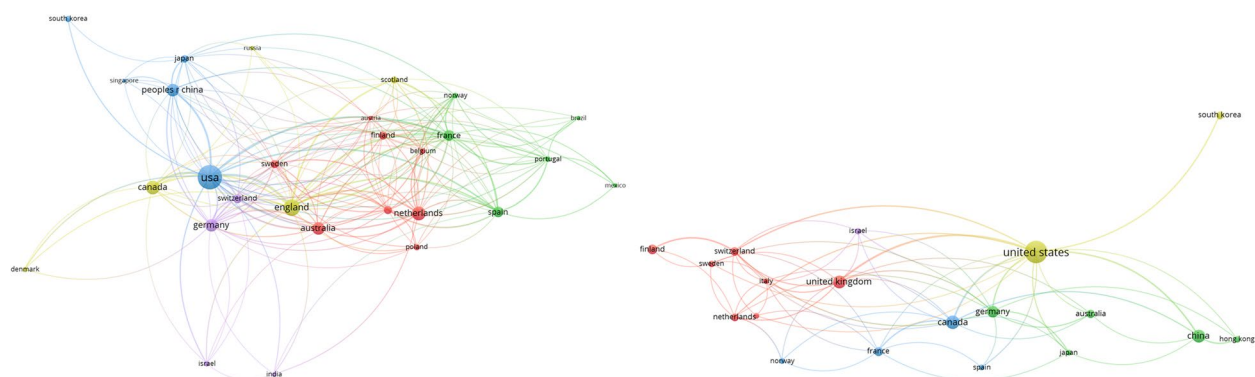 south korea
russia
japan
singapore
scotland
peoples r china
norway
austria
brazil
finland
france
belgium
sweden
portugal
usa
mexico
canada
switzerland
england
netherlands
spain
germany
australia
poland
denmark
israel
india
south korea
israel
finland
switzerland
united states
sweden
italy
united kingdom
netherlands
germany
australia
canada
china
hong kong
france
japan
norway
spain